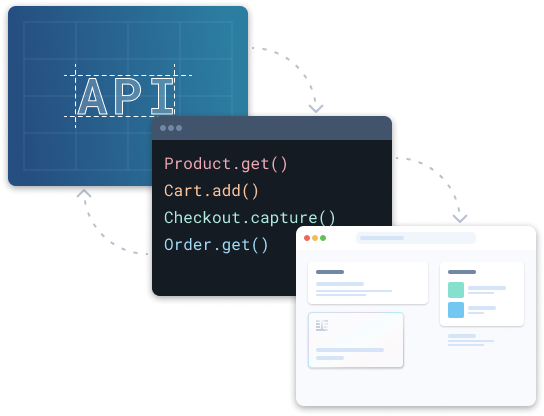 API
Product.get()
Cart.add()
Checkout.capture()
Order.get()